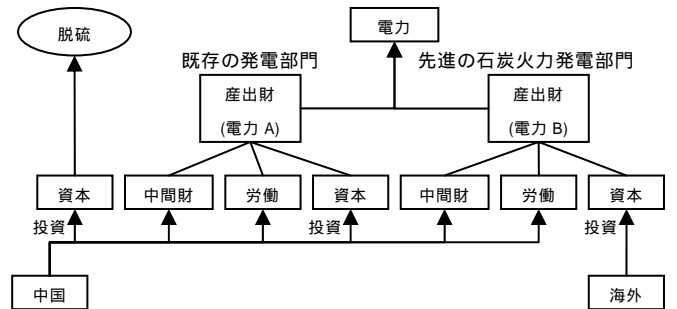 脱硫
電力
既存の発電部門
先進の石炭火力発電部門
産出財
(電力 A)
産出財
(電力 B)
資本
中間財
労働
資本
中間財
労働
資本
投資
投資
投資
中国
海外